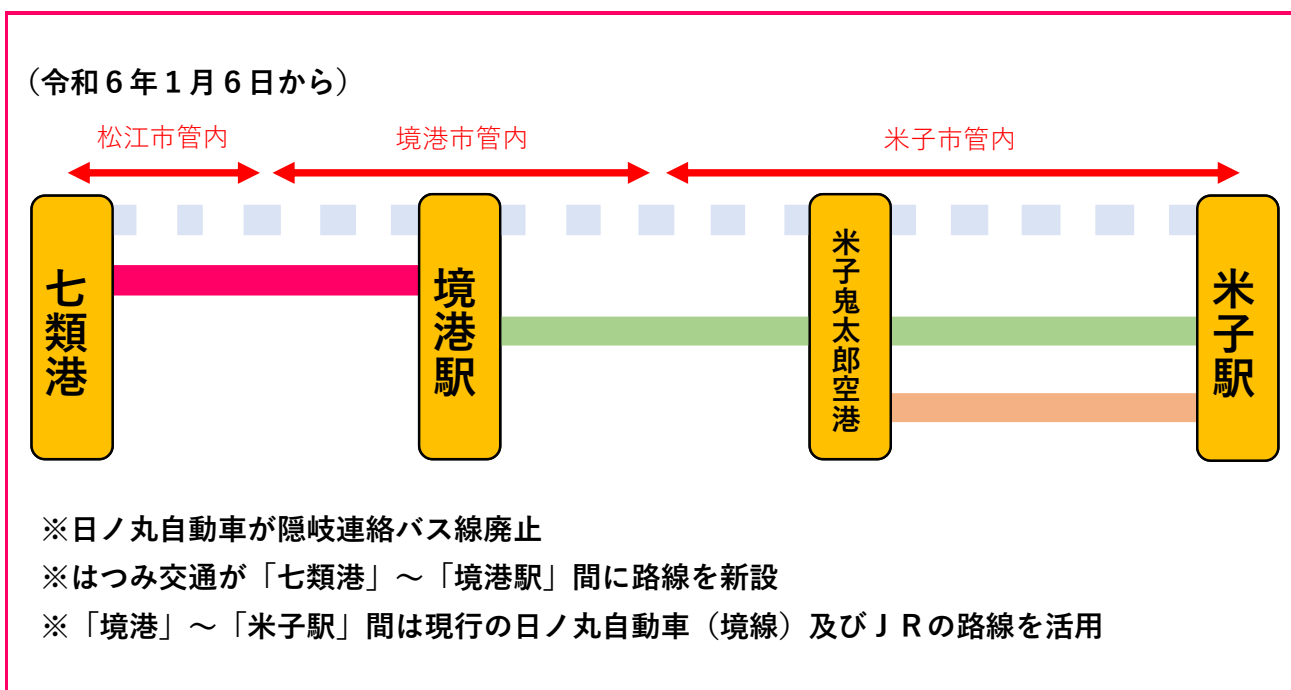 （令和６年１月６日から）
松江市管内
境港市管内
米子市管内
七類港
境港駅
米子鬼太郎空港
米子駅
※日ノ丸自動車が隠岐連絡バス線廃止
※はつみ交通が「七類港」～「境港駅」間に路線を新設
※「境港」～「米子駅」間は現行の日ノ丸自動車（境線）及びＪＲの路線を活用